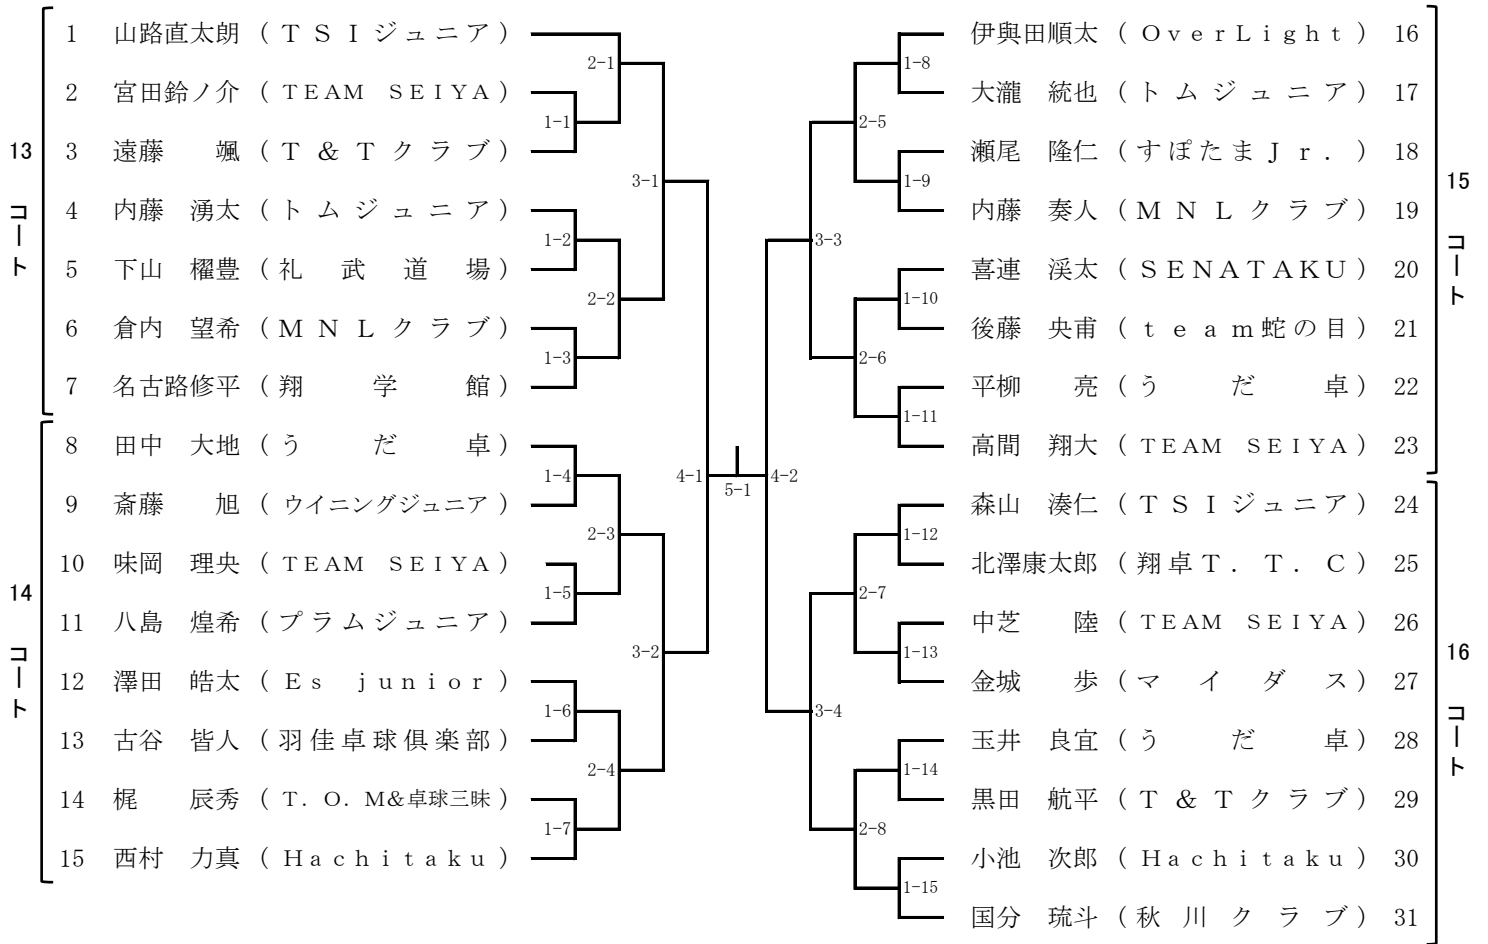 13 コート
1 山路直太朗 (TSIジュニア)
2 宮田鈴ノ介 (TEAM SEIYA)
3 遠藤 颯 (T&Tクラブ)
4 内藤 湧太 (トムジュニア)
5 下山 櫂豊 (礼武道場)
6 倉内 望希 (MNLクラブ)
7 名古路修平 (翔学館)
14 コート
8 田中 大地 (うだ卓)
9 斎藤 旭 (ウイニングジュニア)
10 味岡 理央 (TEAM SEIYA)
11 八島 煌希 (プラムジュニア)
12 澤田 皓太 (Es junior)
13 古谷 皆人 (羽佳卓球倶楽部)
14 梶 辰秀 (T.O.M&卓球三昧)
15 西村 力真 (Hachitaku)
2-1
1-1
3-1
1-2
2-2
1-3
1-4
4-1
2-3
1-5
3-2
1-6
2-4
1-7
5-1
4-2
1-8
2-5
1-9
3-3
1-10
2-6
1-11
1-12
2-7
1-13
3-4
1-14
2-8
1-15
伊與田順太 (OverLight) 16
大瀧 統也 (トムジュニア) 17
瀬尾 隆仁 (すぽたまJr.) 18
内藤 奏人 (MNLクラブ) 19
喜連 渓太 (SENATAKU) 20
後藤 央甫 (team蛇の目) 21
平柳 亮 (うだ卓) 22
高間 翔大 (TEAM SEIYA) 23
15 コート
森山 湊仁 (TSIジュニア) 24
北澤康太郎 (翔卓T.T.C) 25
中芝 陸 (TEAM SEIYA) 26
金城 歩 (マイダス) 27
玉井 良宜 (うだ卓) 28
黒田 航平 (T&Tクラブ) 29
小池 次郎 (Hachitaku) 30
国分 琉斗 (秋川クラブ) 31
16 コート